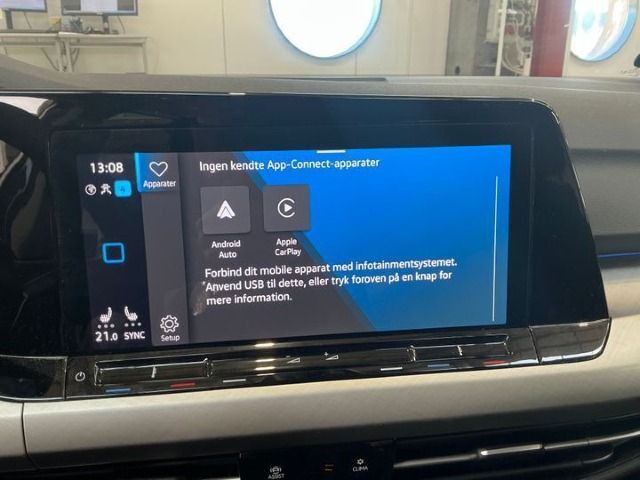 13:08
Apparater
Ingen kendte App-Connect-apparater
Android
Auto
Apple
CarPlay
Forbind dit mobile apparat med infotainmentsystemet.
Anvend USB til dette, eller tryk foroven på en knap for
mere information.
21.0 SYNC
Setup
ASSIST
CLIMA